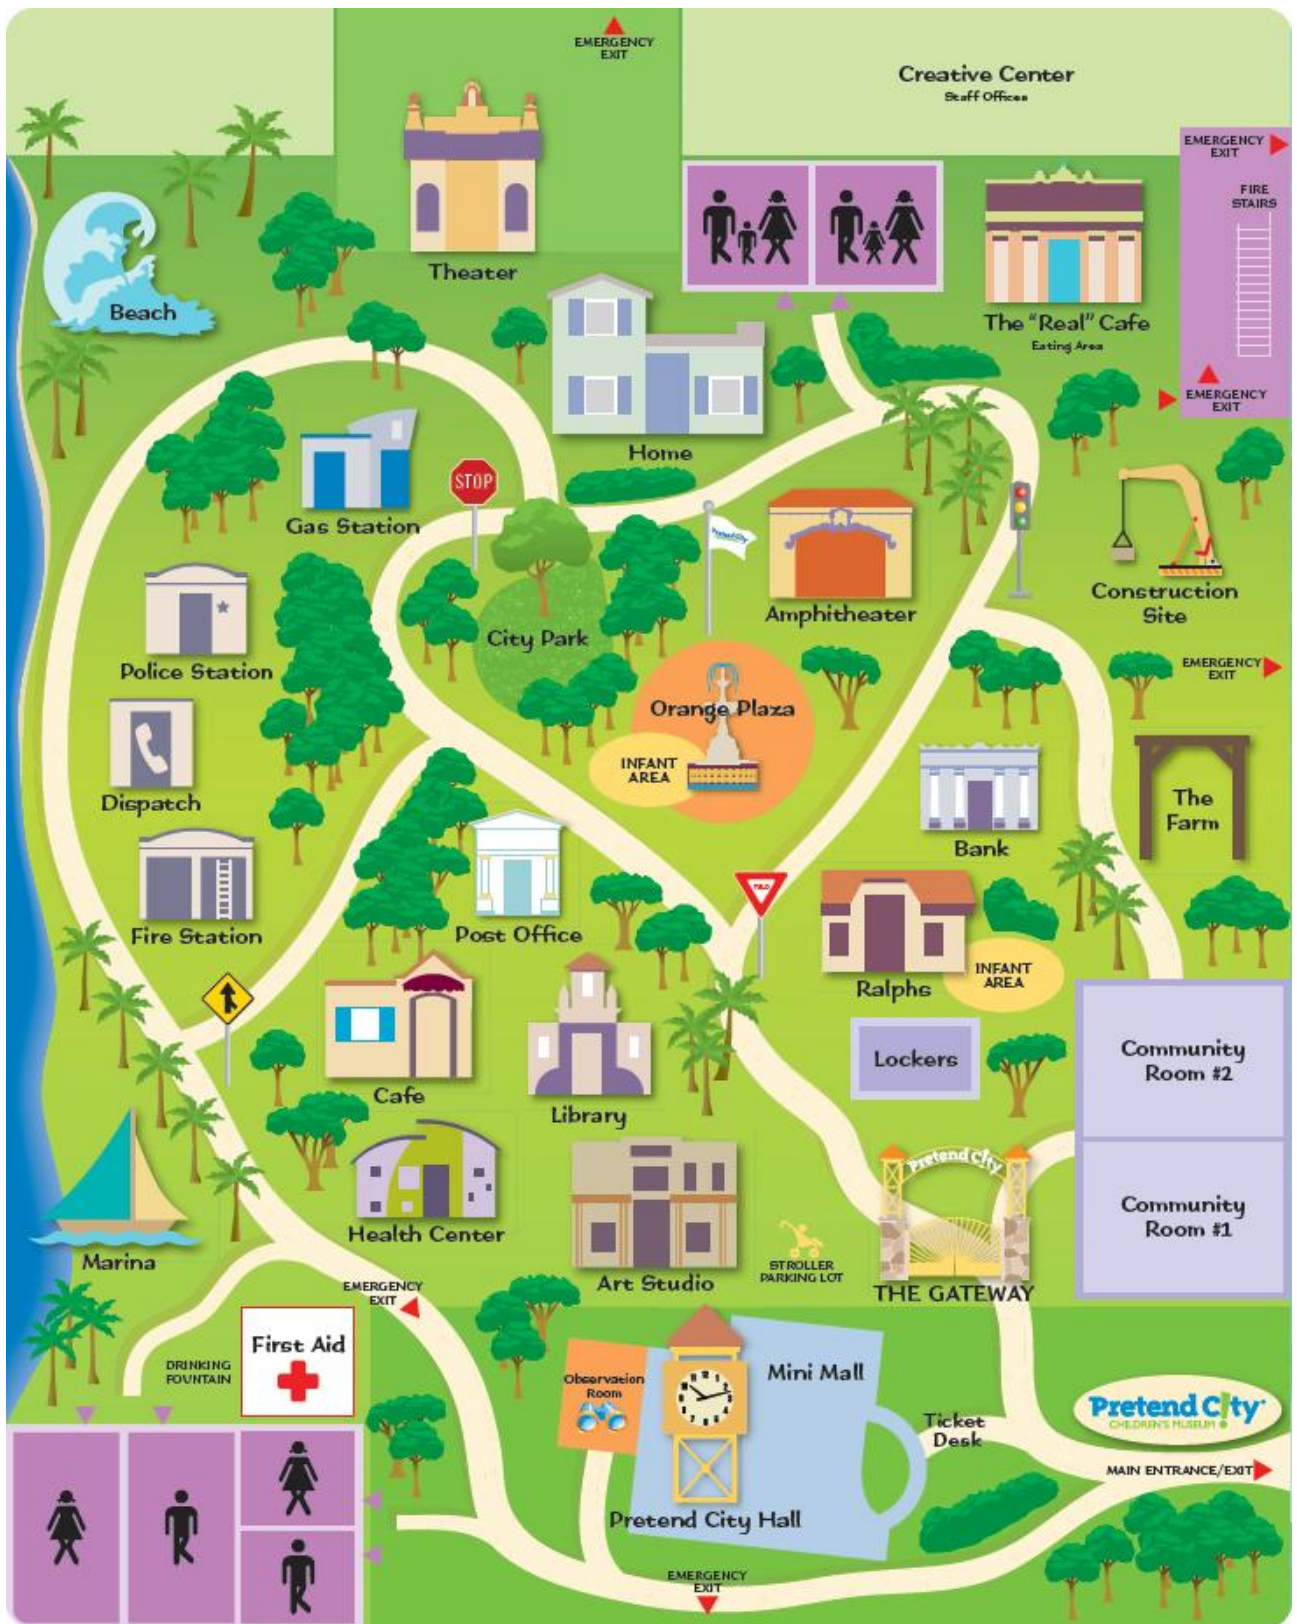 EMERGENCY
EXIT
Creative Center
Staff Offices
EMERGENCY
EXIT
FIRE
STAIRS
Theater
Beach
The "Real" Cafe
Eating Area
EMERGENCY
EXIT
Home
STOP
Gas Station
Pretend City
Construction
Site
Amphitheater
City Park
Police Station
EMERGENCY
EXIT
Orange Plaza
INFANT
AREA
Dispatch
The
Farm
Bank
YIELD
Fire Station
Post Office
Ralphs
INFANT
AREA
Lockers
Community
Room #2
Cafe
Library
Pretend City
Community
Room #1
Health Center
Marina
Art Studio
STROLLER
PARKING LOT
THE GATEWAY
EMERGENCY
EXIT
First Aid
DRINKING
FOUNTAIN
Observation
Room
Mini Mall
Ticket
Desk
Pretend C!ty
CHILDREN'S MUSEUM
MAIN ENTRANCE/EXIT
Pretend City Hall
EMERGENCY
EXIT